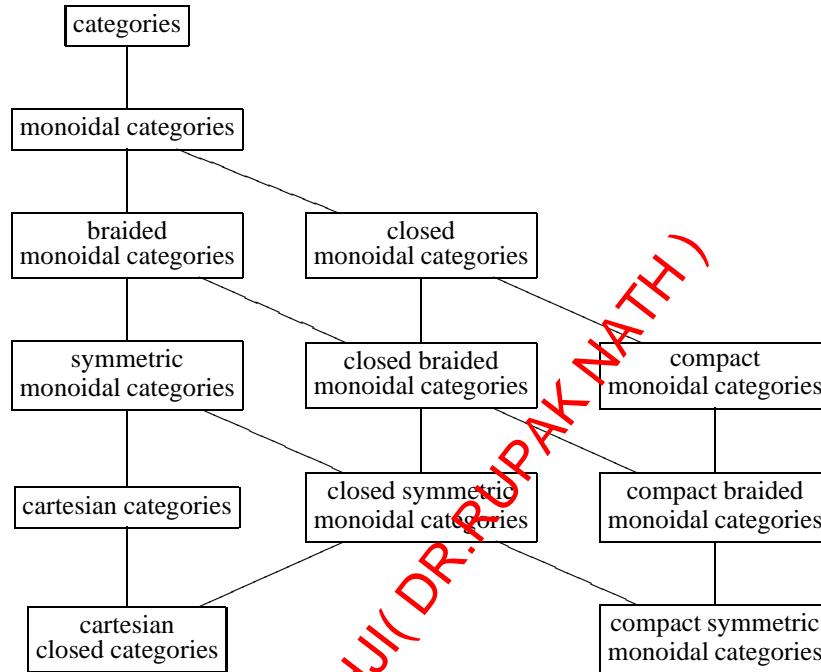 categories
monoidal categories
braided
monoidal categories
closed
monoidal categories
symmetric
monoidal categories
closed braided
monoidal categories
compact
monoidal categories
cartesian categories
closed symmetric
monoidal categories
compact braided
monoidal categories
cartesian
closed categories
compact symmetric
monoidal categories
JI( DR.RUPAK NATH )